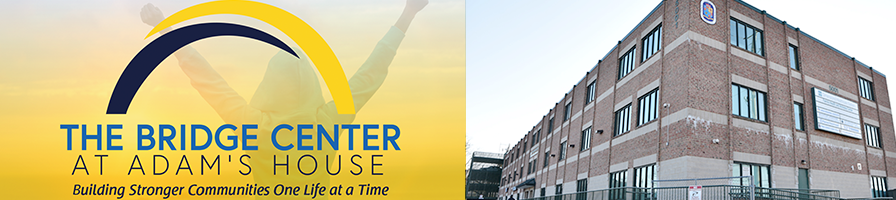 THE BRIDGE CENTER
AT ADAM'S HOUSE
Building Stronger Communities One Life at a Time